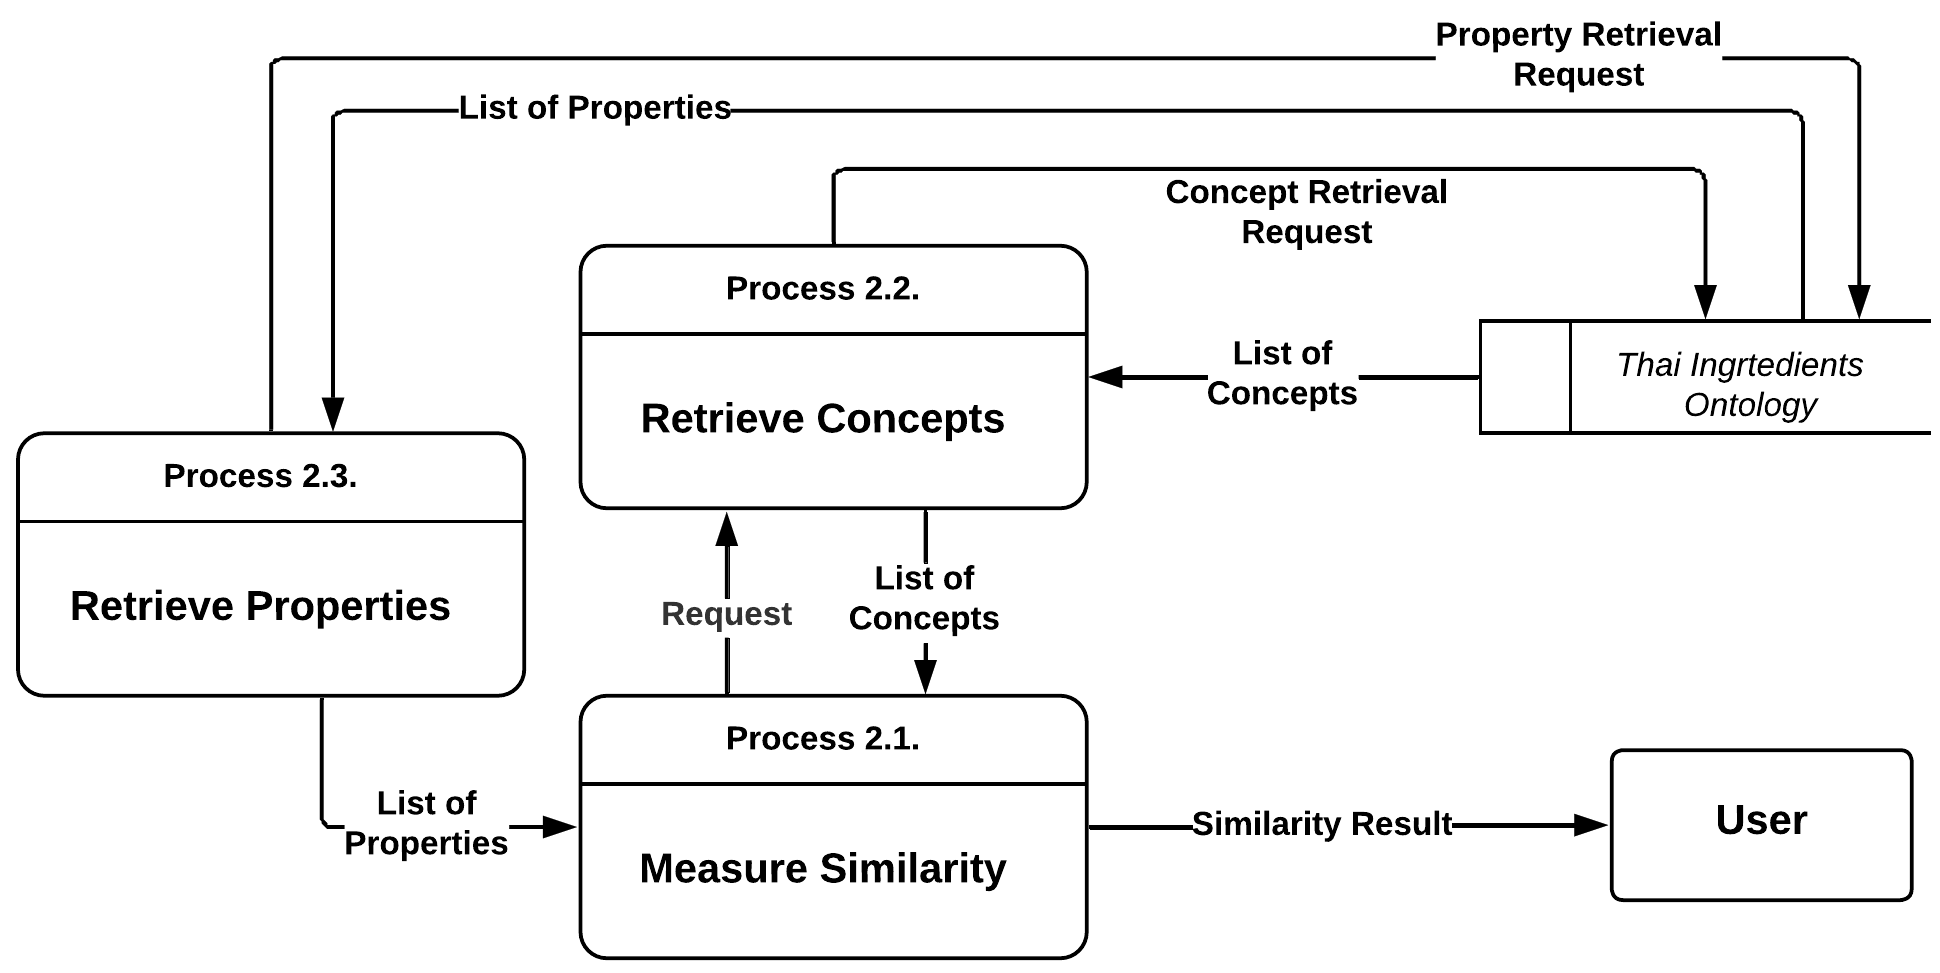 Property Retrieval
Request
List of Properties
Concept Retrieval
Request
Process 2.2.
Retrieve Concepts
List of
Concepts
Thai Ingrtedients
Ontology
Process 2.3.
Retrieve Properties
Request
List of
Concepts
List of
Properties
Process 2.1.
Measure Similarity
Similarity Result
User